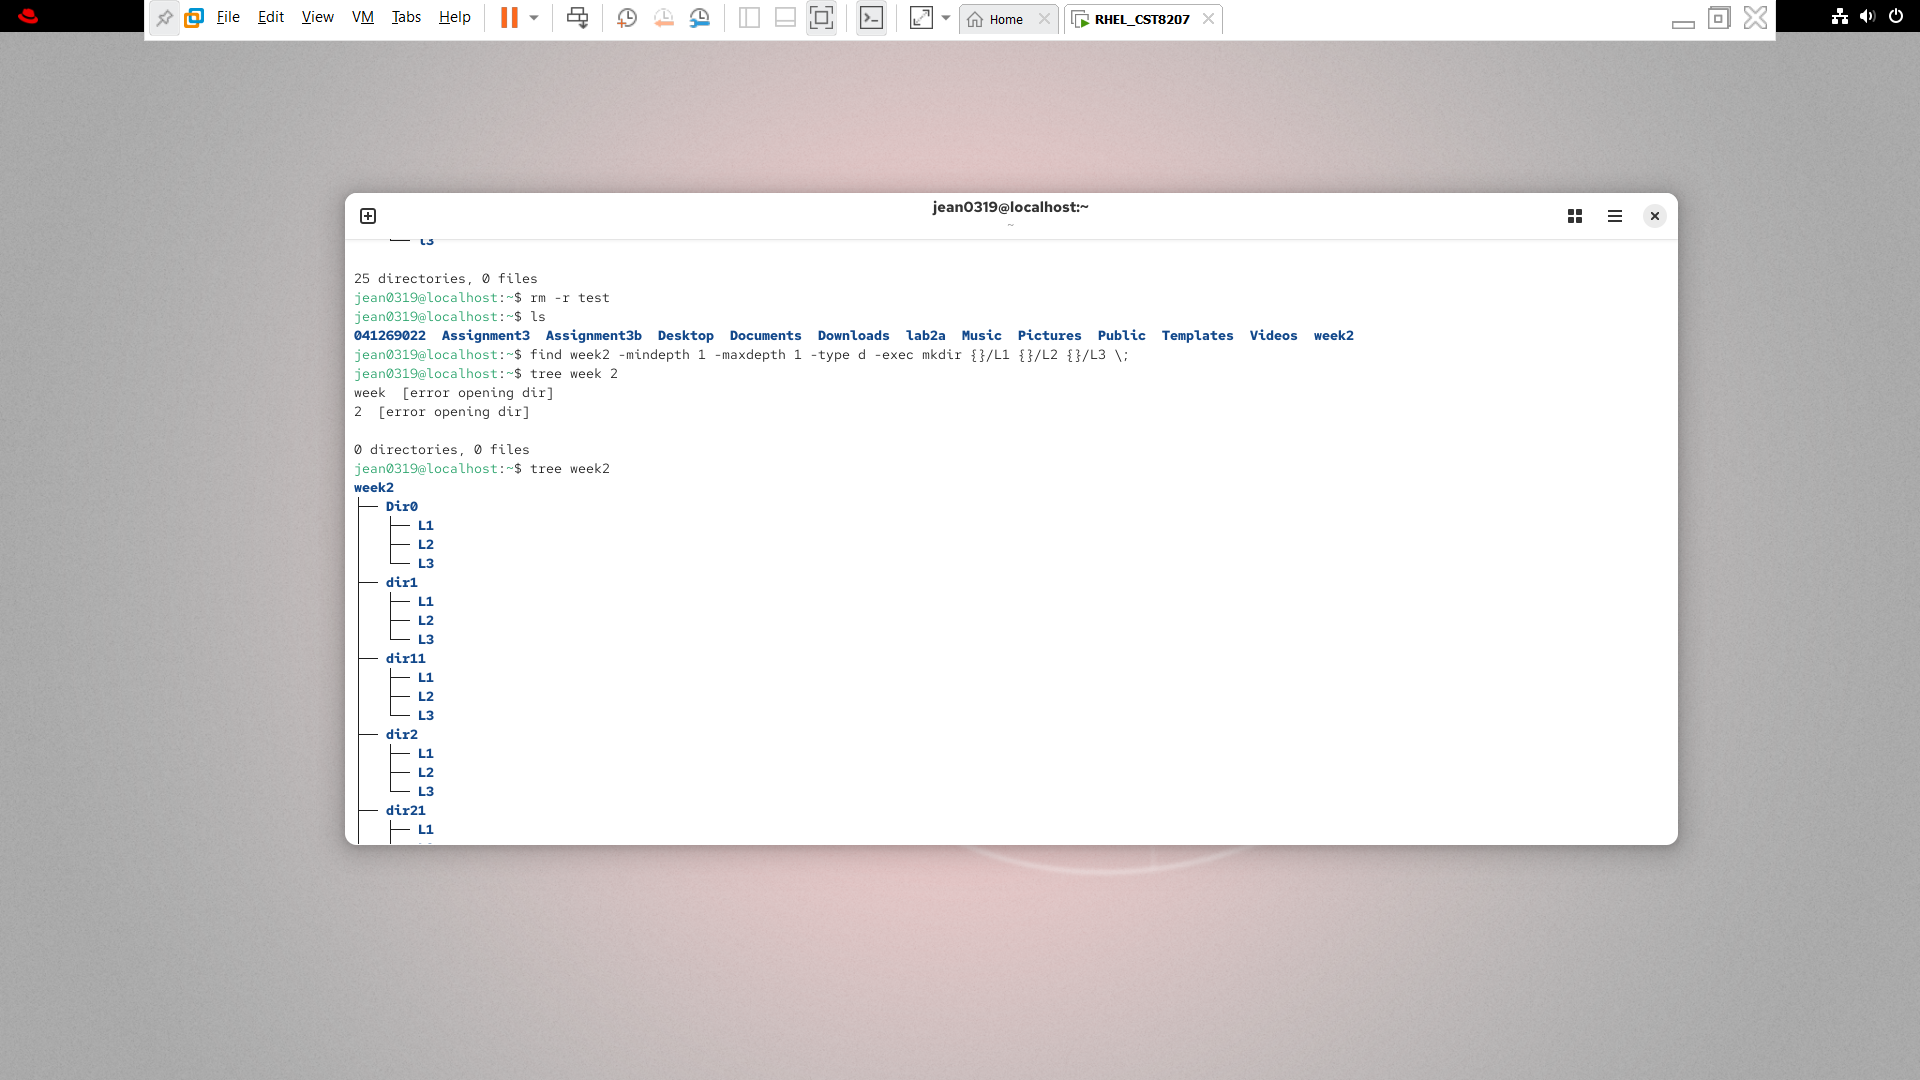 File Edit View VM Tabs Help Home RHEL_CST8207
jean0319@localhost:~
~
l3
25 directories, 0 files
jean0319@localhost:~$ rm -r test
jean0319@localhost:~$ ls
041269022 Assignment3 Assignment3b Desktop Documents Downloads lab2a Music Pictures Public Templates Videos week2
jean0319@localhost:~$ find week2 -mindepth 1 -maxdepth 1 -type d -exec mkdir {}/L1 {}/L2 {}/L3 \;
jean0319@localhost:~$ tree week 2
week [error opening dir]
2 [error opening dir]
0 directories, 0 files
jean0319@localhost:~$ tree week2
week2
├── Dir0
│   ├── L1
│   ├── L2
│   └── L3
├── dir1
│   ├── L1
│   ├── L2
│   └── L3
├── dir11
│   ├── L1
│   ├── L2
│   └── L3
├── dir2
│   ├── L1
│   ├── L2
│   └── L3
├── dir21
│   ├── L1